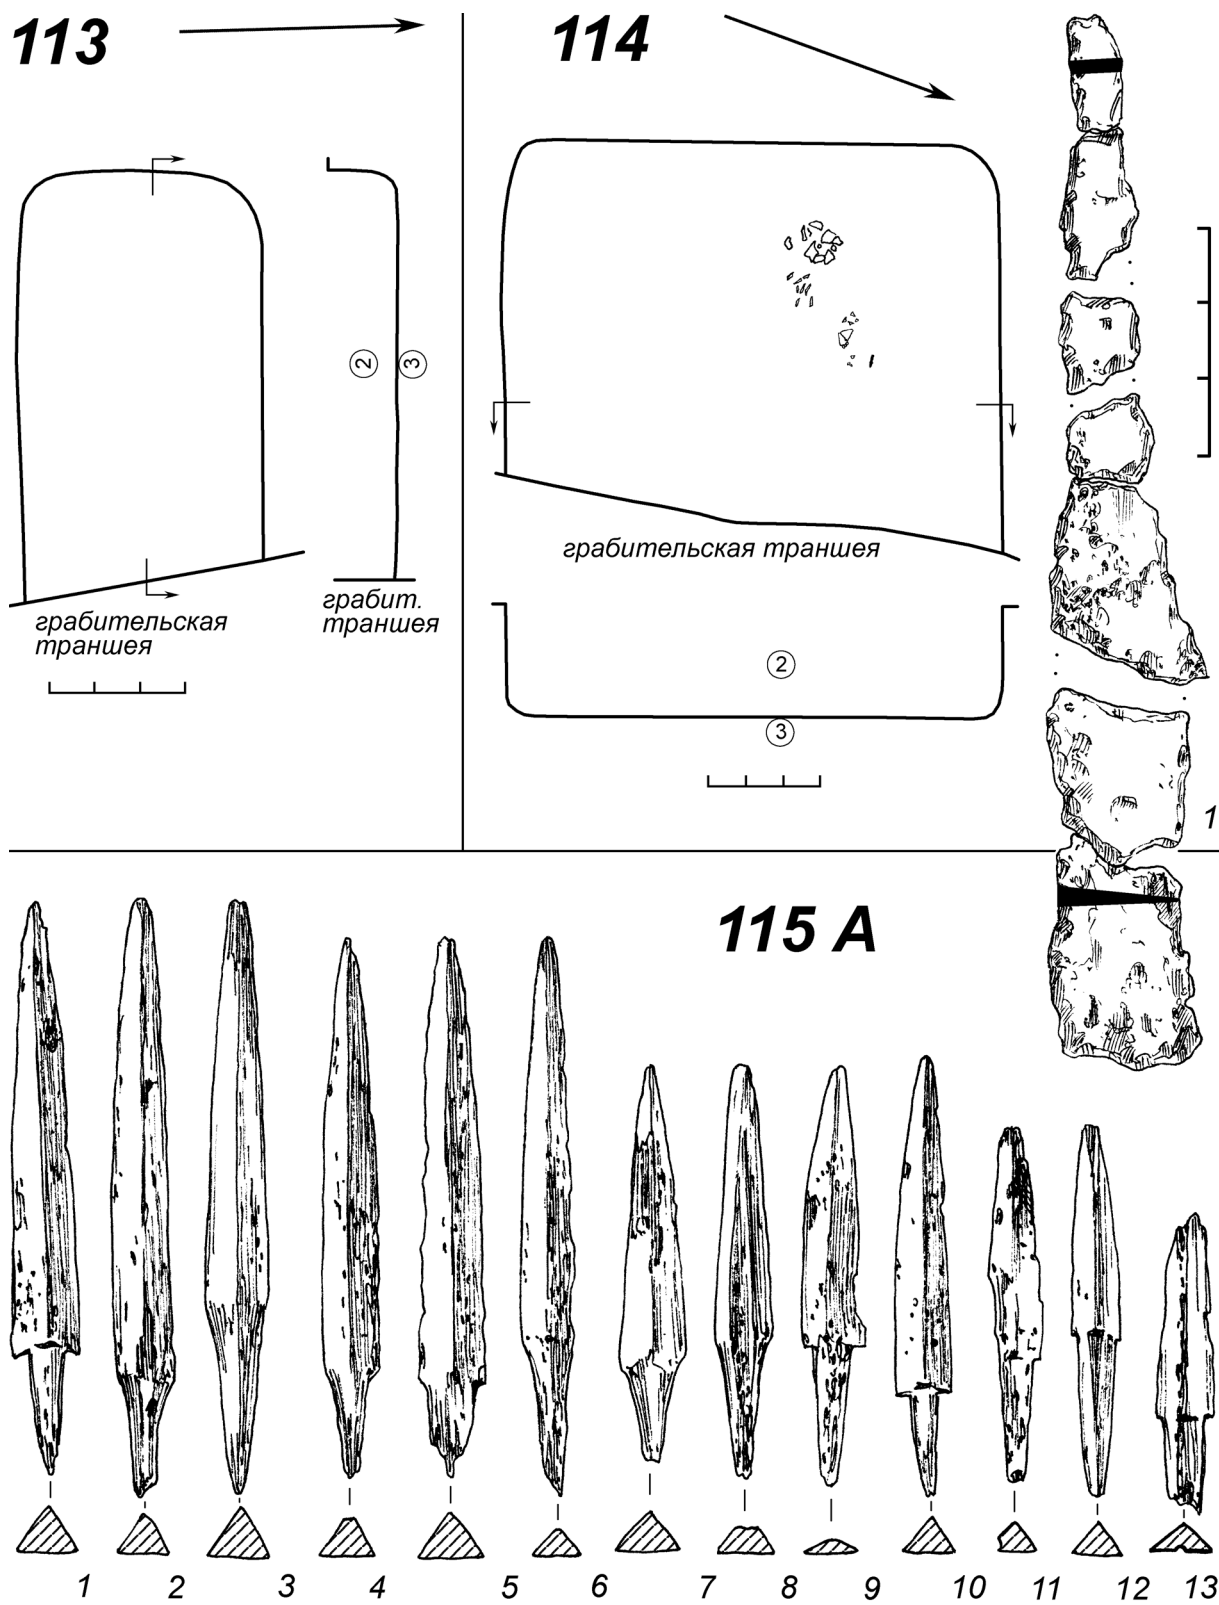 113
114
2
3
грабительская
траншея
грабит.
траншея
грабительская траншея
2
3
1
115 А
1 2 3 4 5 6 7 8 9 10 11 12 13